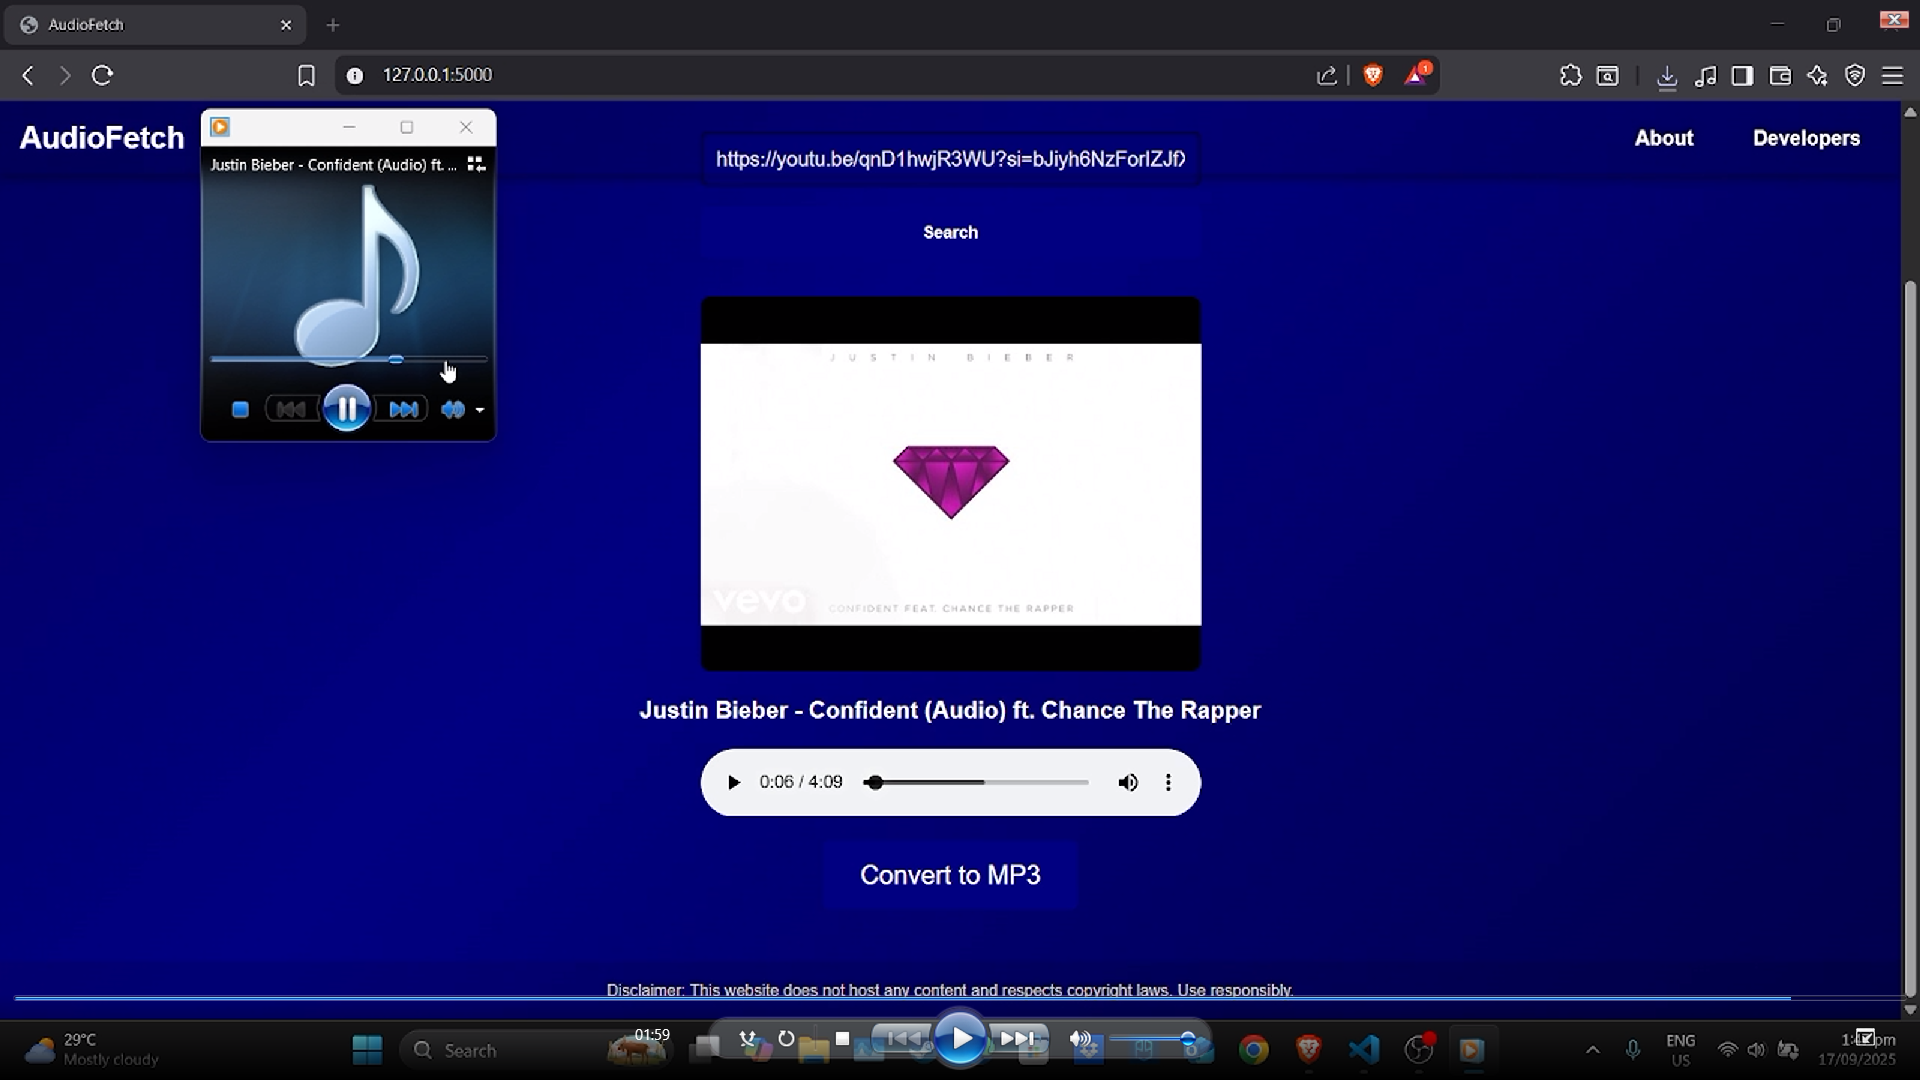 AudioFetch
127.0.0.1:5000
1
AudioFetch
Justin Bieber - Confident (Audio) ft. ...
https://youtu.be/qnD1hwjR3WU?si=bJiyh6NzForIZJf
About
Developers
Search
JUSTIN BIEBER
vevo
CONFIDENT FEAT. CHANCE THE RAPPER
Justin Bieber - Confident (Audio) ft. Chance The Rapper
0:06 / 4:09
Convert to MP3
Disclaimer: This website does not host any content and respects copyright laws. Use responsibly.
29°C
Mostly cloudy
Search
01:59
ENG
US
pm
17/09/2025